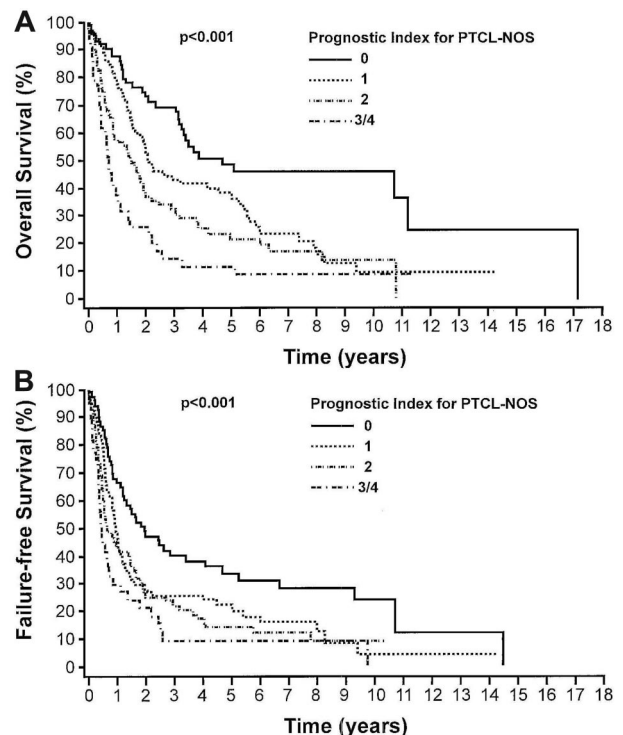 A
p<0.001
Prognostic Index for PTCL-NOS
0
1
2
3/4
Overall Survival (%)
100
90
80
70
60
50
40
30
20
10
0
0 1 2 3 4 5 6 7 8 9 10 11 12 13 14 15 16 17 18
Time (years)
B
p<0.001
Prognostic Index for PTCL-NOS
0
1
2
3/4
Failure-free Survival (%)
100
90
80
70
60
50
40
30
20
10
0
0 1 2 3 4 5 6 7 8 9 10 11 12 13 14 15 16 17 18
Time (years)